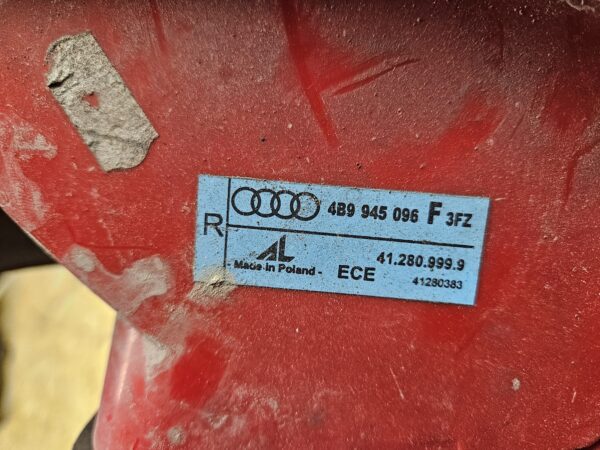 R
4B9 945 096 F 3FZ
AL
- Made in Poland -
ECE
41.280.999.9
41280383